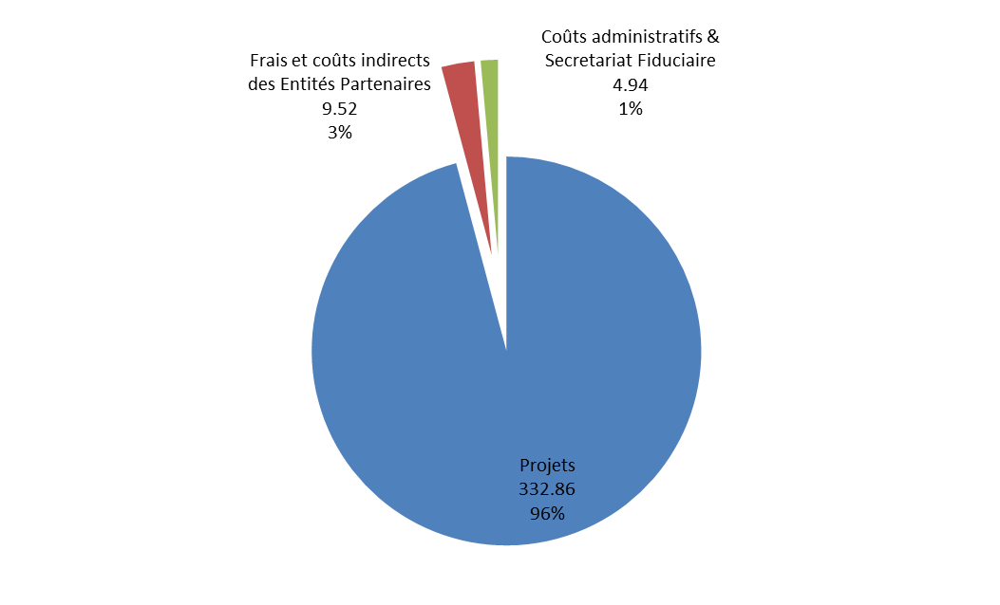 Frais et coûts indirects
des Entités Partenaires
9.52
3%
Coûts administratifs &
Secretariat Fiduciaire
4.94
1%
Projets
332.86
96%